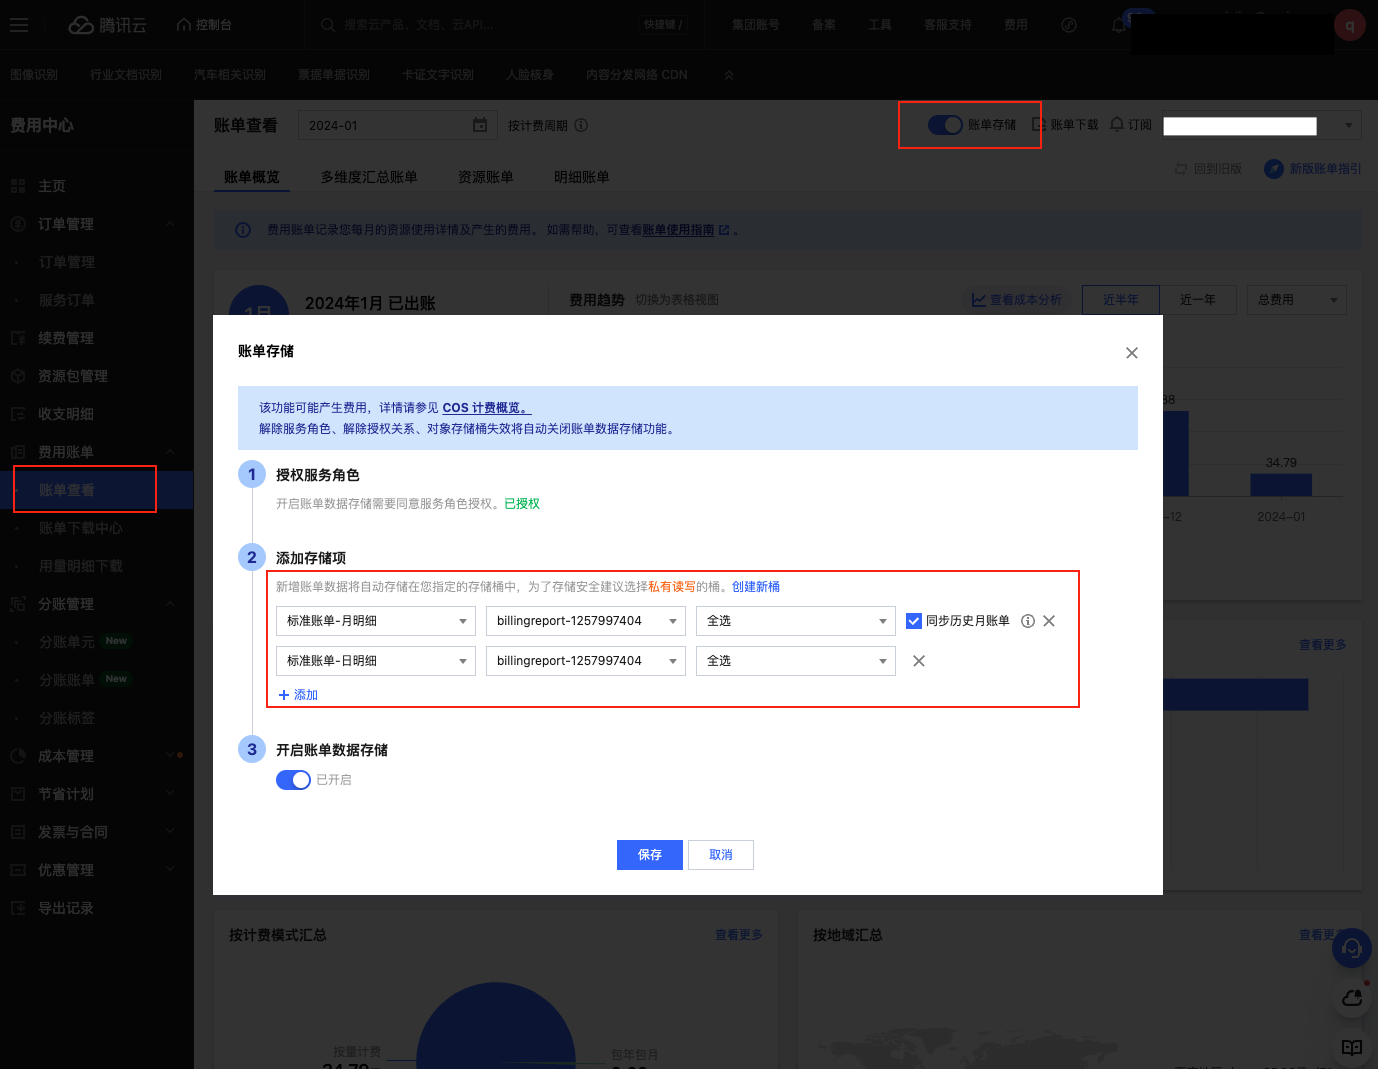 腾讯云
控制台
搜索云产品、文档、云API...
快捷键 /
集团账号
备案
工具
客服支持
费用
q
图像识别
行业文档识别
汽车相关识别
票据单据识别
卡证文字识别
人脸核身
内容分发网络 CDN
费用中心
账单查看
2024-01
按计费周期
账单存储
账单下载
订阅
账单概览
多维度汇总账单
资源账单
明细账单
回到旧版
新版账单指引
主页
订单管理
订单管理
服务订单
续费管理
资源包管理
收支明细
费用账单
账单查看
账单下载中心
用量明细下载
分账管理
分账单元 New
分账账单 New
分账标签
成本管理
节省计划
发票与合同
优惠管理
导出记录
费用账单记录您每月的资源使用详情及产生的费用。 如需帮助，可查看账单使用指南 。
1月
2024年1月 已出账
费用趋势
切换为表格视图
查看成本分析
近半年
近一年
总费用
账单存储
该功能可能产生费用，详情请参见 COS 计费概览。
解除服务角色、解除授权关系、对象存储桶失效将自动关闭账单数据存储功能。
1
授权服务角色
开启账单数据存储需要同意服务角色授权。已授权
2
添加存储项
新增账单数据将自动存储在您指定的存储桶中，为了存储安全建议选择私有读写的桶。创建新桶
标准账单-月明细
billingreport-1257997404
全选
同步历史月账单
标准账单-日明细
billingreport-1257997404
全选
添加
3
开启账单数据存储
已开启
保存
取消
88
34.79
-12
2024-01
查看更多
按计费模式汇总
查看更多
按地域汇总
查看更多
按量计费
包年包月